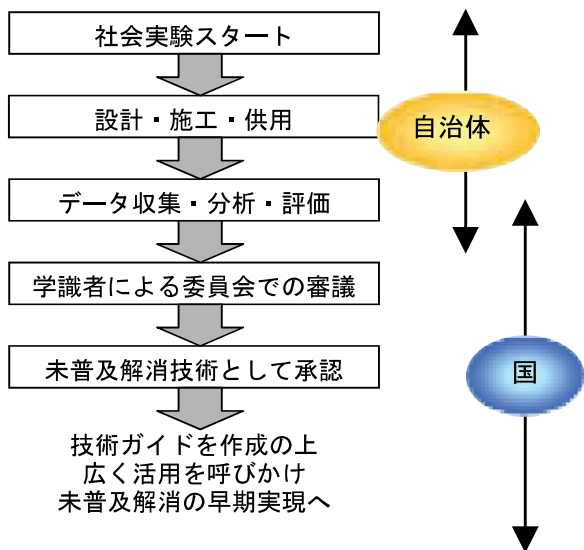 社会実験スタート
設計・施工・供用
自治体
データ収集・分析・評価
学識者による委員会での審議
未普及解消技術として承認
国
技術ガイドを作成の上
広く活用を呼びかけ
未普及解消の早期実現へ